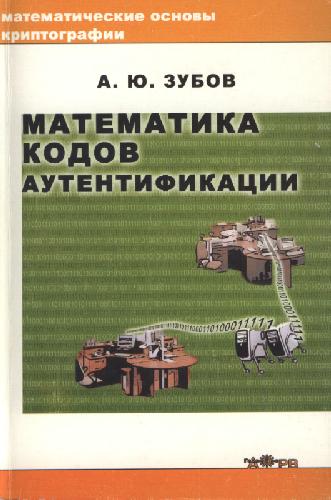 математические основы
криптографии
А. Ю. ЗУБОВ
МАТЕМАТИКА
КОДОВ
АУТЕНТИФИКАЦИИ